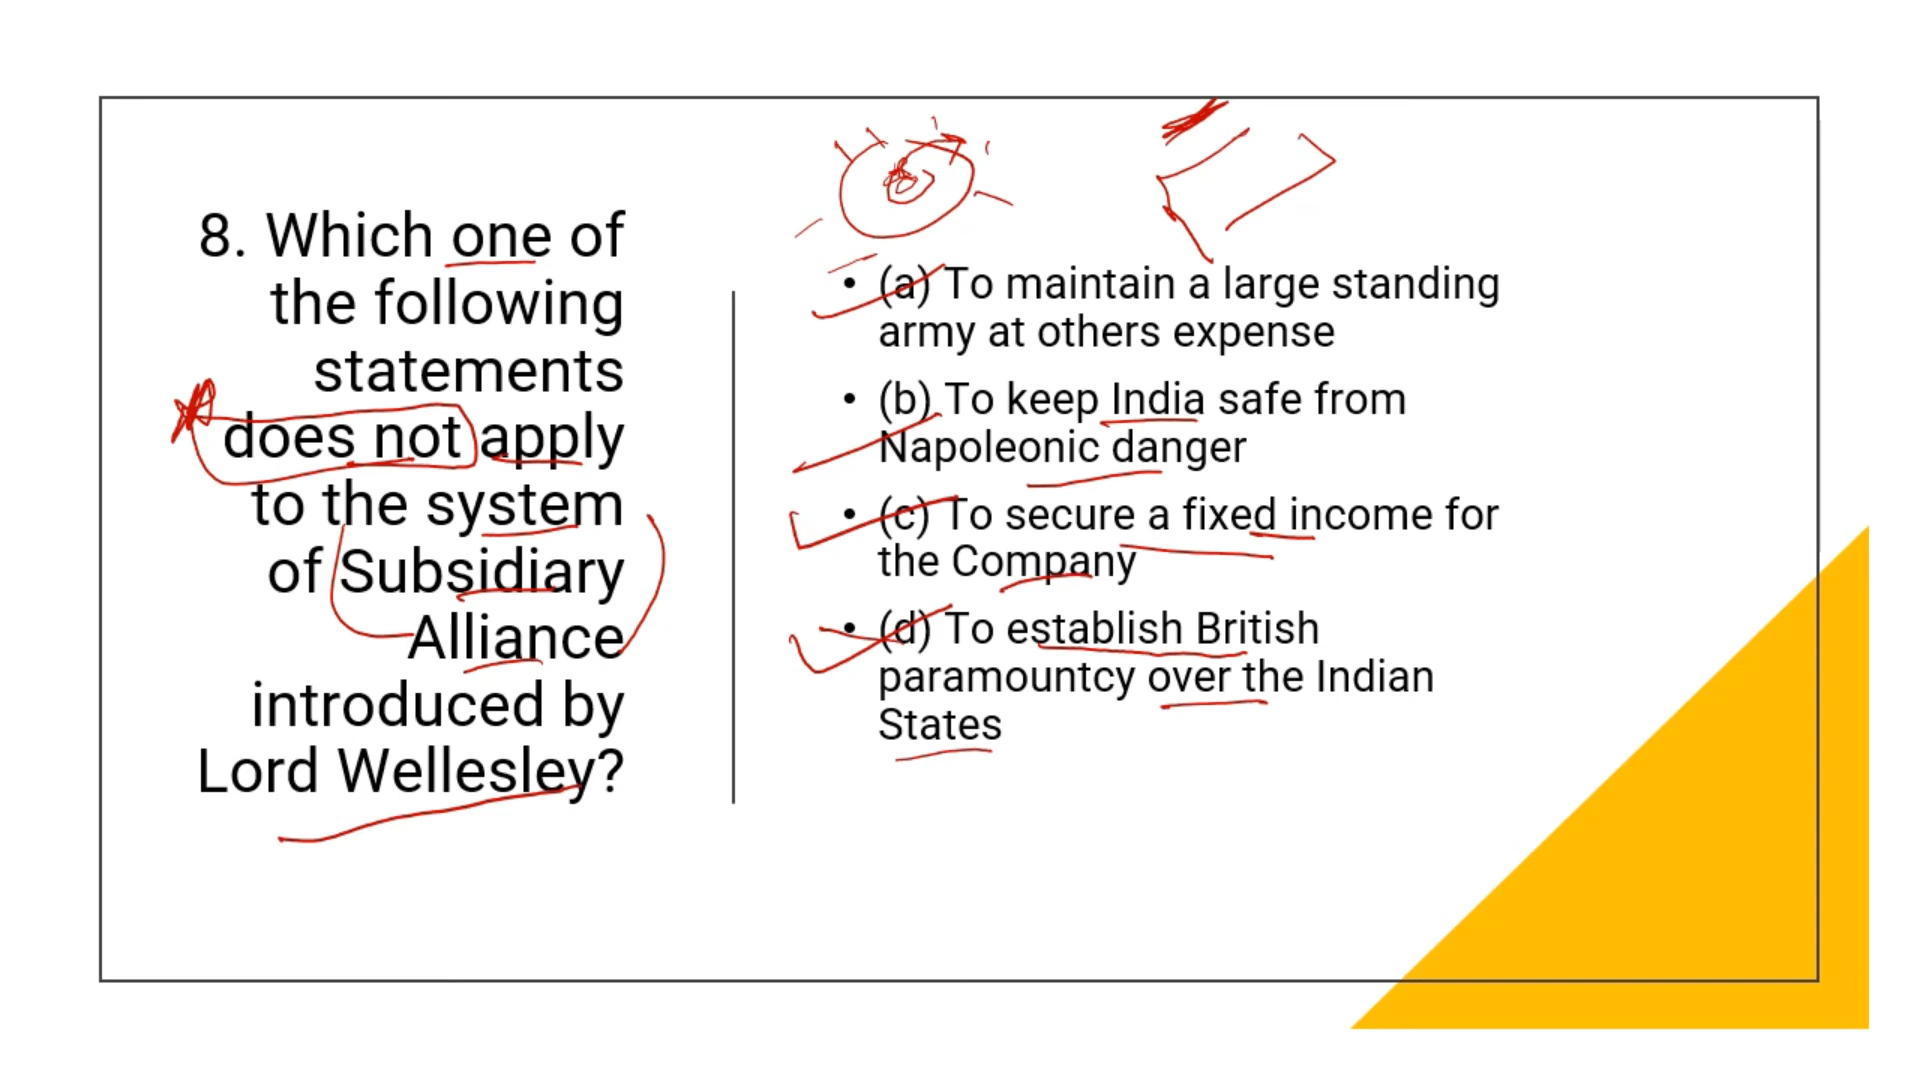 8. Which one of
the following
statements
does not apply
to the system
of Subsidiary
Alliance
introduced by
Lord Wellesley?
• (a) To maintain a large standing
army at others expense
• (b) To keep India safe from
Napoleonic danger
• (c) To secure a fixed income for
the Company
• (d) To establish British
paramountcy over the Indian
States